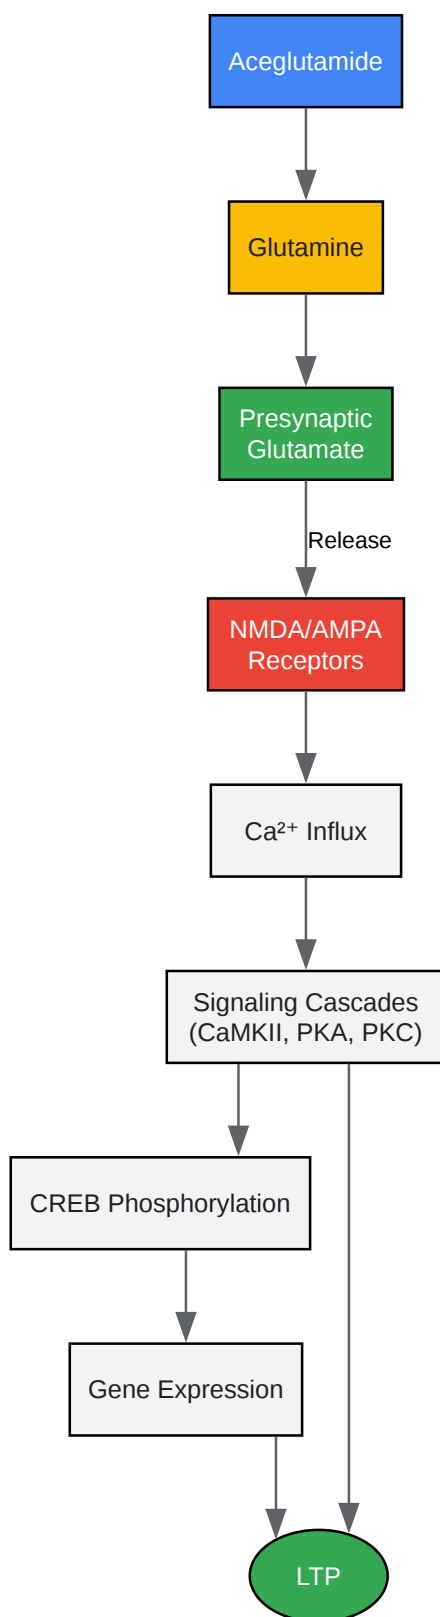 Aceglutamide
Glutamine
Presynaptic
Glutamate
Release
NMDA/AMPA
Receptors
Ca²⁺ Influx
Signaling Cascades
(CaMKII, PKA, PKC)
CREB Phosphorylation
Gene Expression
LTP